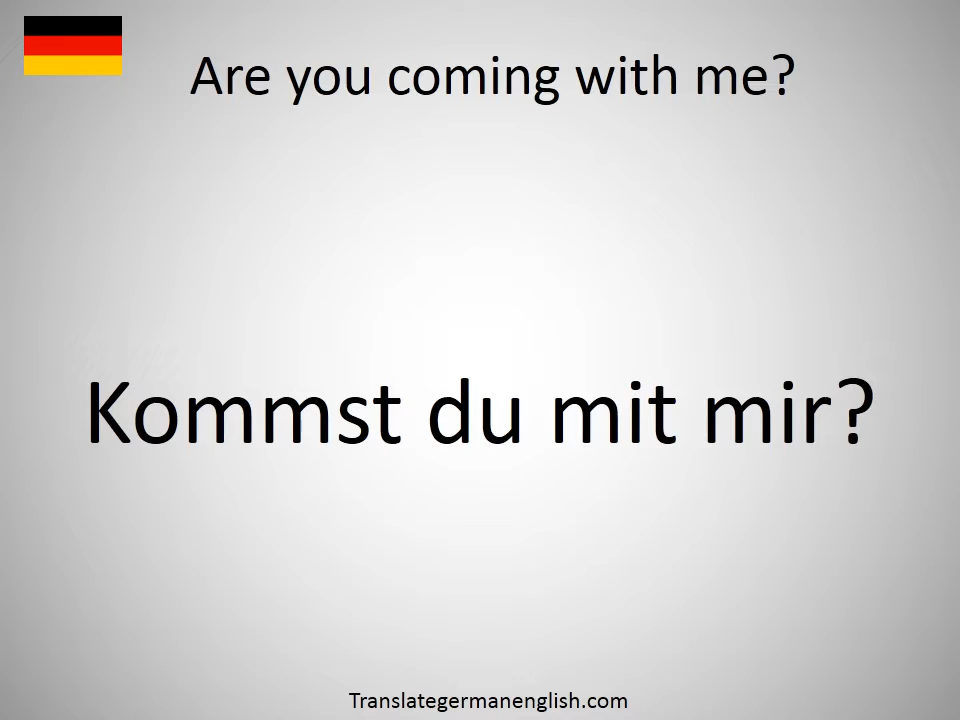 Are you coming with me?
Kommst du mit mir?
Translategermanenglish.com